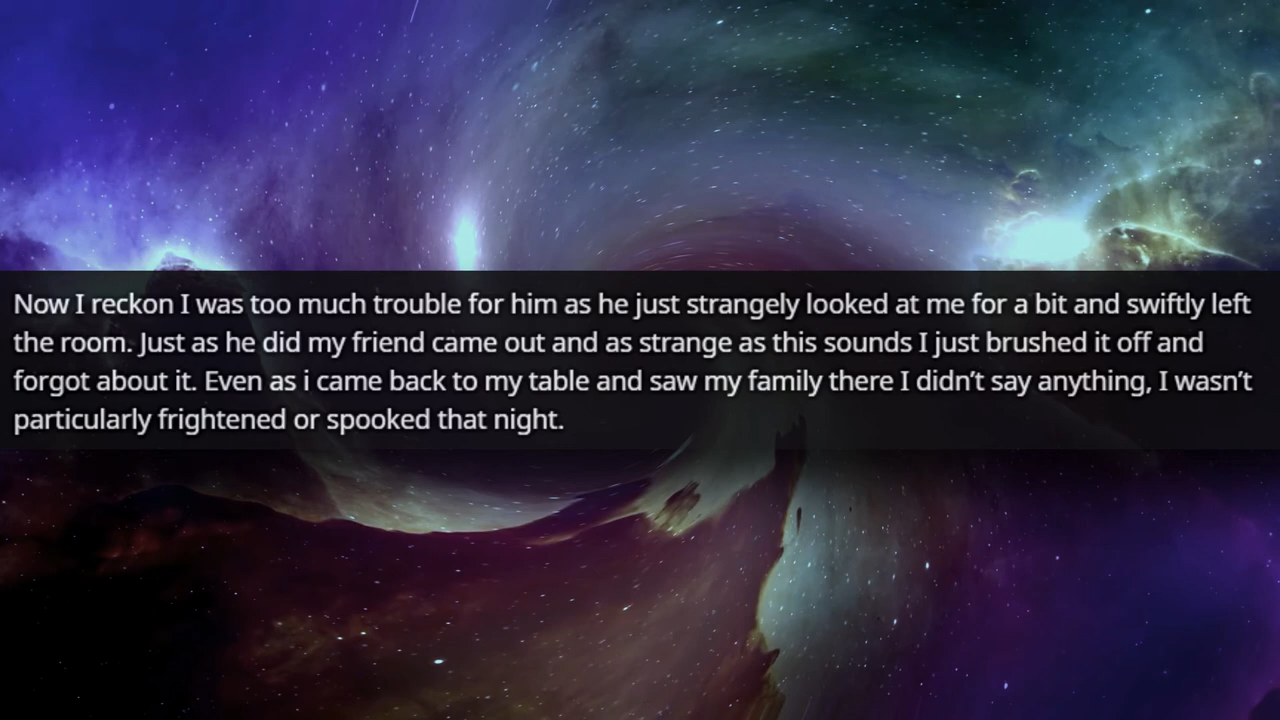 Now I reckon I was too much trouble for him as he just strangely looked at me for a bit and swiftly left
the room. Just as he did my friend came out and as strange as this sounds I just brushed it off and
forgot about it. Even as i came back to my table and saw my family there I didn’t say anything, I wasn’t
particularly frightened or spooked that night.